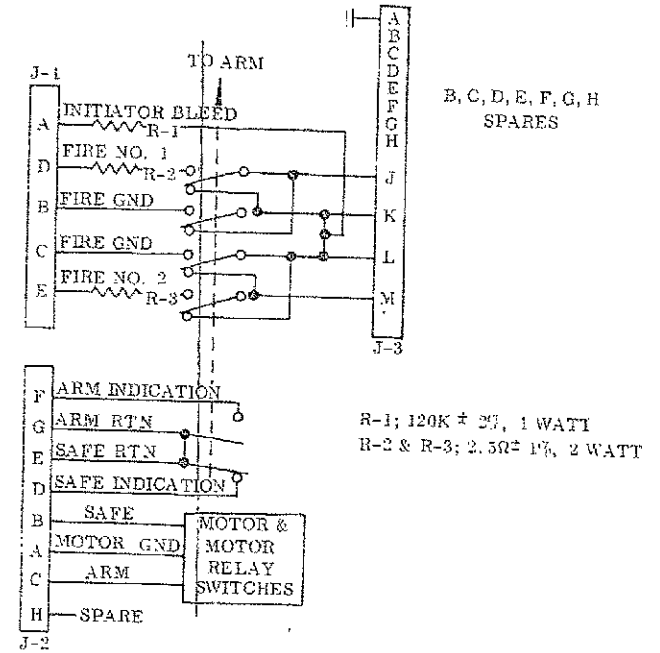 TO ARM
J-1
A INITIATOR BLEED
R-1
D FIRE NO. 1
R-2
B FIRE GND
C FIRE GND
E FIRE NO. 2
R-3
A
B
C
D
E
F
G
H
J
K
L
M
J-3
B, C, D, E, F, G, H
SPARES
F ARM INDICATION
G ARM RTN
E SAFE RTN
D SAFE INDICATION
B SAFE
A MOTOR GND
C ARM
H SPARE
J-2
MOTOR &
MOTOR
RELAY
SWITCHES
R-1; 120K ± 2%, 1 WATT
R-2 & R-3; 2.5Ω± 1%, 2 WATT